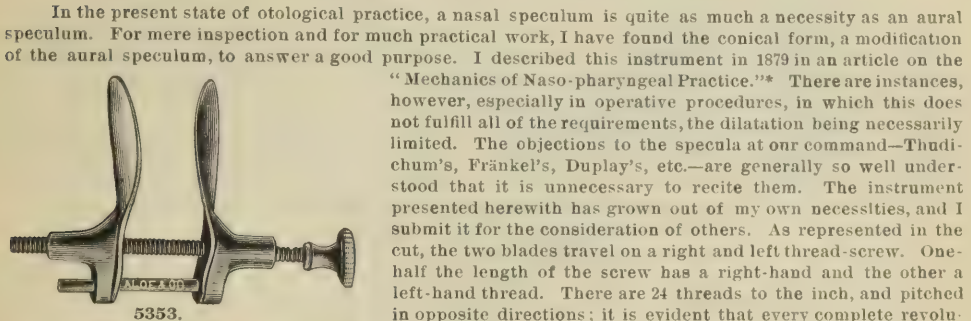 In the present state of otological practice, a nasal speculum is quite as much a necessity as an aural
speculum. For mere inspection and for much practical work, I have found the conical form, a modification
of the aural speculum, to answer a good purpose. I described this instrument in 1879 in an article on the
“Mechanics of Naso-pharyngeal Practice.”* There are instances,
however, especially in operative procedures, in which this does
not fulfill all of the requirements, the dilatation being necessarily
limited. The objections to the specula at our command—Thudi-
chum's, Fränkel's, Duplay's, etc.—are generally so well under-
stood that it is unnecessary to recite them. The instrument
presented herewith has grown out of my own necessities, and I
submit it for the consideration of others. As represented in the
cut, the two blades travel on a right and left thread-screw. One-
half the length of the screw has a right-hand and the other a
left-hand thread. There are 24 threads to the inch, and pitched
in opposite directions; it is evident that every complete revolu-
ALOE & CO.
5353.